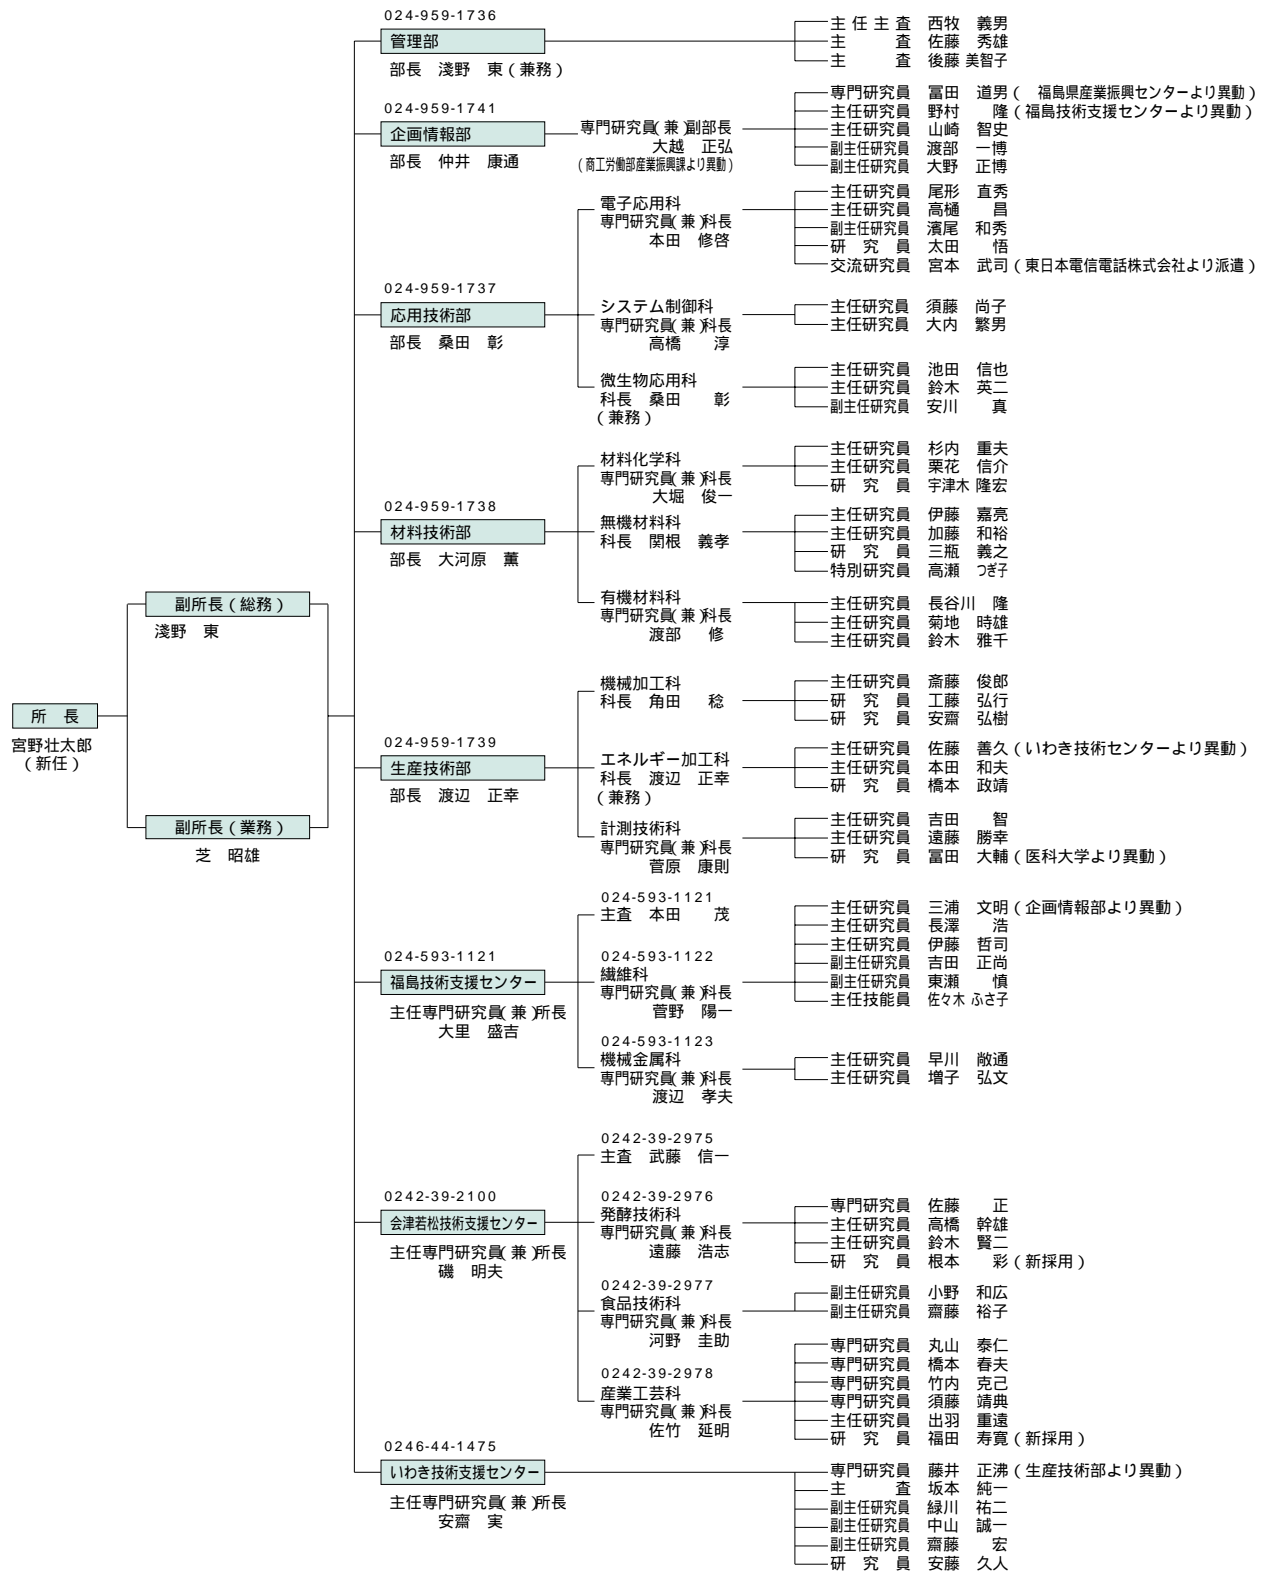 所　長
宮野壮太郎
（新任）
副所長（総務）
淺野　東
副所長（業務）
芝　昭雄
024-959-1736
管理部
部長　淺野　東（兼務）
主 任 主 査　西牧　義男
主　　　査　佐藤　秀雄
主　　　査　後藤 美智子
024-959-1741
企画情報部
部長　仲井　康通
専門研究員（兼）副部長
大越　正弘
（商工労働部産業振興課より異動）
専門研究員　冨田　道男（　福島県産業振興センターより異動）
主任研究員　野村　　隆（福島技術支援センターより異動）
主任研究員　山崎　智史
副主任研究員　渡部　一博
副主任研究員　大野　正博
024-959-1737
応用技術部
部長　桑田　彰
電子応用科
専門研究員（兼）科長
本田　修啓
主任研究員　尾形　直秀
主任研究員　高樋　　昌
副主任研究員　濱尾　和秀
研　究　員　太田　　悟
交流研究員　宮本　武司（東日本電信電話株式会社より派遣）
システム制御科
専門研究員（兼）科長
高橋　　淳
主任研究員　須藤　尚子
主任研究員　大内　繁男
微生物応用科
科長　桑田　　彰
（兼務）
主任研究員　池田　信也
主任研究員　鈴木　英二
副主任研究員　安川　　真
024-959-1738
材料技術部
部長　大河原　薫
材料化学科
専門研究員（兼）科長
大堀　俊一
主任研究員　杉内　重夫
主任研究員　栗花　信介
研　究　員　宇津木 隆宏
無機材料科
科長　関根　義孝
主任研究員　伊藤　嘉亮
主任研究員　加藤　和裕
研　究　員　三瓶　義之
特別研究員　高瀬　つぎ子
有機材料科
専門研究員（兼）科長
渡部　　修
主任研究員　長谷川　隆
主任研究員　菊地　時雄
主任研究員　鈴木　雅千
024-959-1739
生産技術部
部長　渡辺　正幸
機械加工科
科長　角田　　稔
主任研究員　斎藤　俊郎
研　究　員　工藤　弘行
研　究　員　安齋　弘樹
エネルギー加工科
科長　渡辺　正幸
（兼務）
主任研究員　佐藤　善久（いわき技術センターより異動）
主任研究員　本田　和夫
研　究　員　橋本　政靖
計測技術科
専門研究員（兼）科長
菅原　康則
主任研究員　吉田　　智
主任研究員　遠藤　勝幸
研　究　員　冨田　大輔（医科大学より異動）
024-593-1121
福島技術支援センター
主任専門研究員（兼）所長
大里　盛吉
024-593-1121
主査　本田　　茂
024-593-1122
繊維科
専門研究員（兼）科長
菅野　陽一
主任研究員　三浦　文明（企画情報部より異動）
主任研究員　長澤　　浩
主任研究員　伊藤　哲司
副主任研究員　吉田　正尚
副主任研究員　東瀬　　慎
主任技能員　佐々木 ふさ子
024-593-1123
機械金属科
専門研究員（兼）科長
渡辺　孝夫
主任研究員　早川　敞通
主任研究員　増子　弘文
0242-39-2100
会津若松技術支援センター
主任専門研究員（兼）所長
磯　明夫
0242-39-2975
主査　武藤　信一
0242-39-2976
発酵技術科
専門研究員（兼）科長
遠藤　浩志
専門研究員　佐藤　　正
主任研究員　高橋　幹雄
主任研究員　鈴木　賢二
研　究　員　根本　　彩（新採用）
0242-39-2977
食品技術科
専門研究員（兼）科長
河野　圭助
副主任研究員　小野　和広
副主任研究員　齋藤　裕子
0242-39-2978
産業工芸科
専門研究員（兼）科長
佐竹　延明
専門研究員　丸山　泰仁
専門研究員　橋本　春夫
専門研究員　竹内　克己
専門研究員　須藤　靖典
主任研究員　出羽　重遠
研　究　員　福田　寿寛（新採用）
0246-44-1475
いわき技術支援センター
主任専門研究員（兼）所長
安齋　実
専門研究員　藤井　正沸（生産技術部より異動）
主　　　査　坂本　純一
副主任研究員　緑川　祐二
副主任研究員　中山　誠一
副主任研究員　齋藤　　宏
研　究　員　安藤　久人